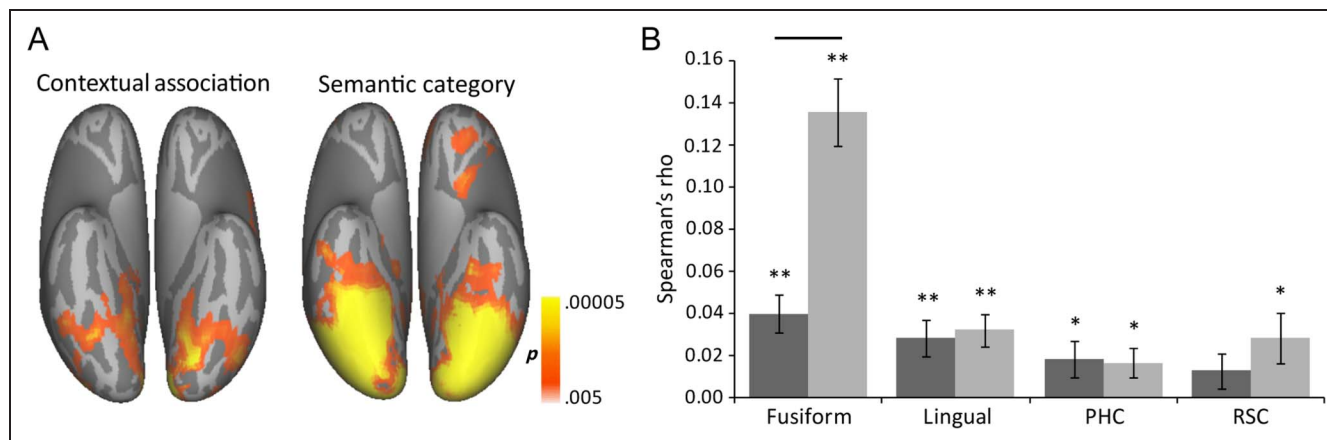 A
Contextual association
Semantic category
p
.00005
.005
B
Spearman's rho
0.16
0.14
0.12
0.10
0.08
0.06
0.04
0.02
0.00
**
**
**
**
*
*
*
Fusiform
Lingual
PHC
RSC